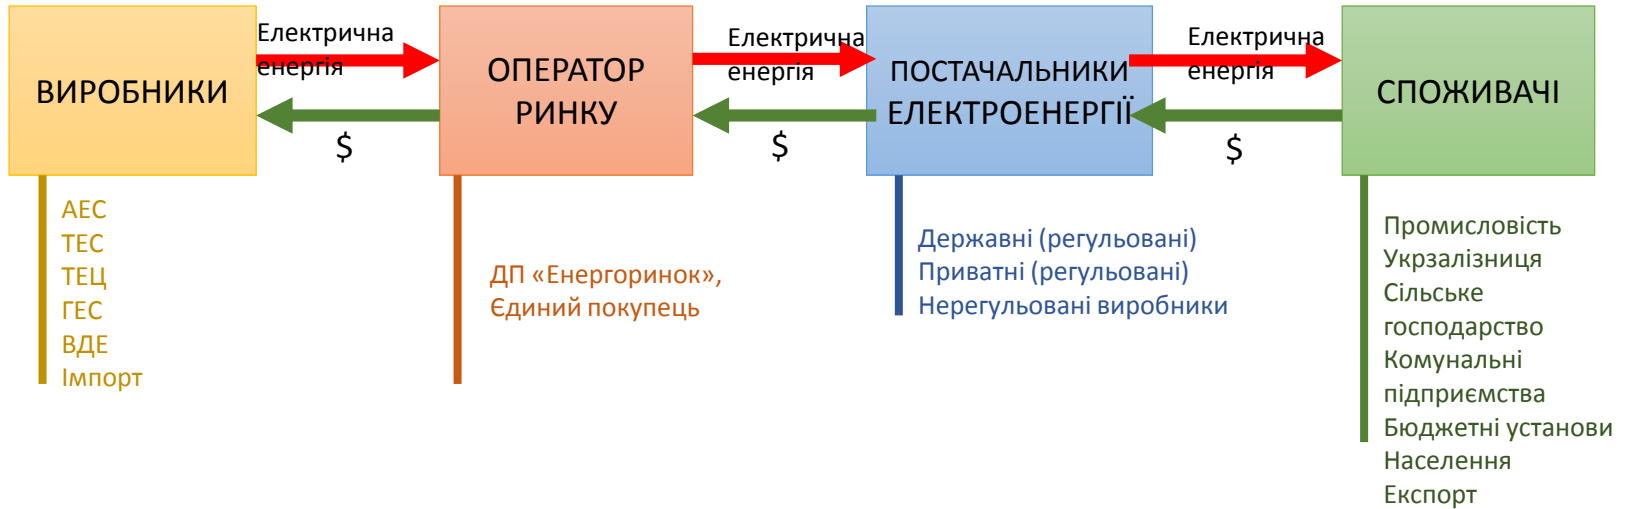 ВИРОБНИКИ
Електрична
енергія
$
ОПЕРАТОР
РИНКУ
Електрична
енергія
$
ПОСТАЧАЛЬНИКИ
ЕЛЕКТРОЕНЕРГІЇ
Електрична
енергія
$
СПОЖИВАЧІ
АЕС
ТЕС
ТЕЦ
ГЕС
ВДЕ
Імпорт
ДП «Енергоринок»,
Єдиний покупець
Державні (регульовані)
Приватні (регульовані)
Нерегульовані виробники
Промисловість
Укрзалізниця
Сільське
господарство
Комунальні
підприємства
Бюджетні установи
Населення
Експорт